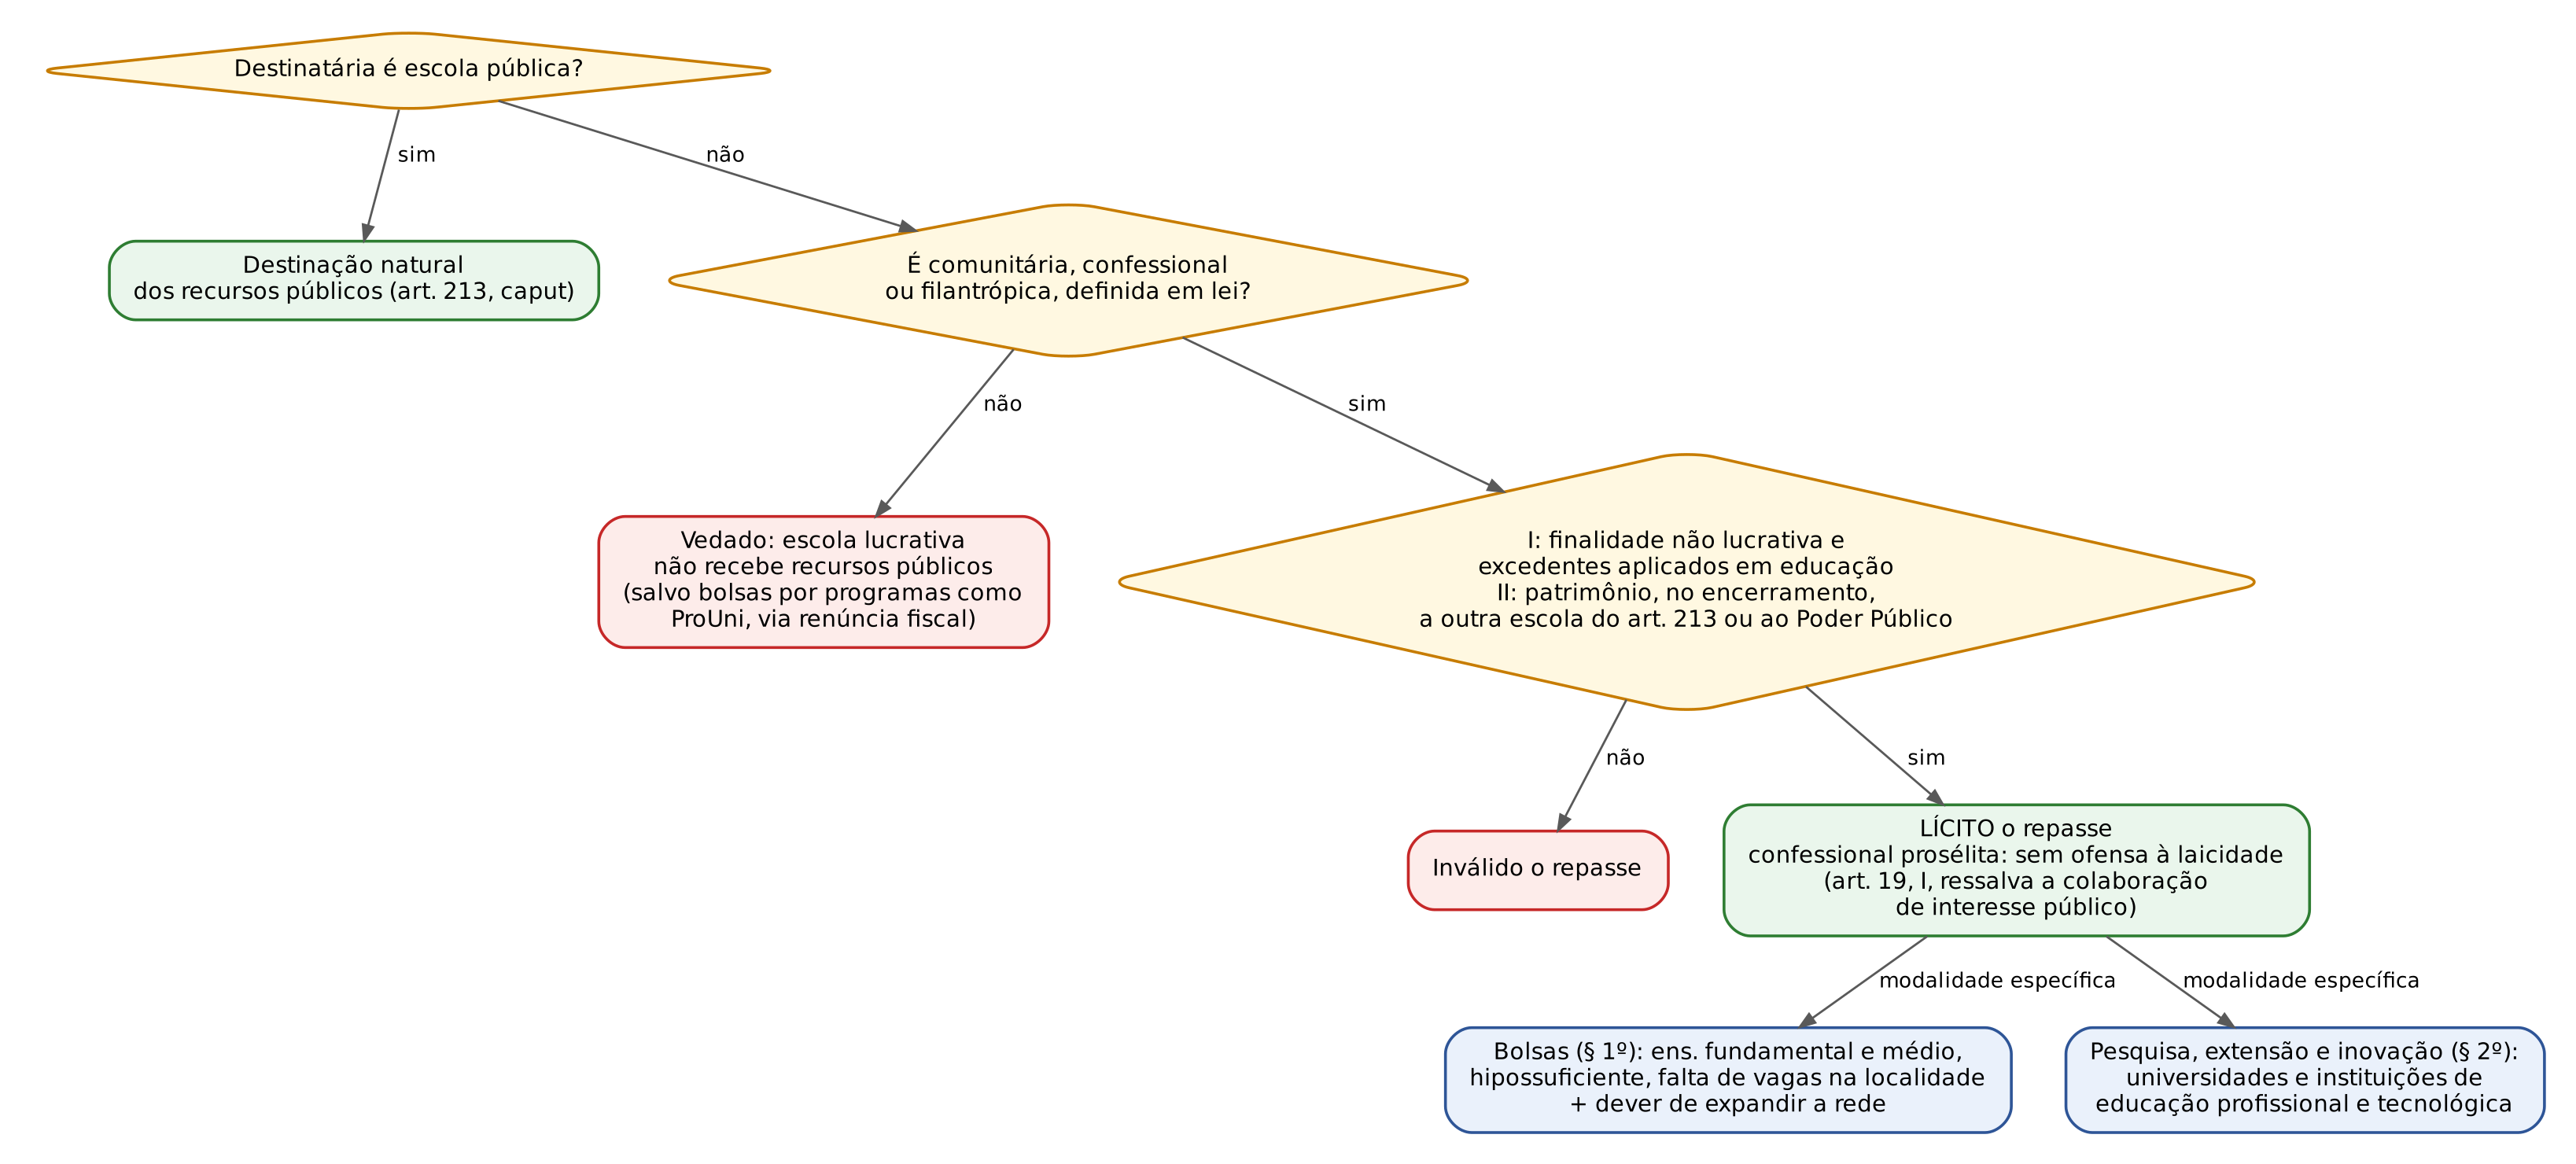 Destinatária é escola pública?
sim
não
Destinação natural
dos recursos públicos (art. 213, caput)
É comunitária, confessional
ou filantrópica, definida em lei?
não
sim
Vedado: escola lucrativa
não recebe recursos públicos
(salvo bolsas por programas como
ProUni, via renúncia fiscal)
I: finalidade não lucrativa e
excedentes aplicados em educação
II: patrimônio, no encerramento,
a outra escola do art. 213 ou ao Poder Público
não
sim
Inválido o repasse
LÍCITO o repasse
confessional prosélita: sem ofensa à laicidade
(art. 19, I, ressalva a colaboração
de interesse público)
modalidade específica
modalidade específica
Bolsas (§ 1º): ens. fundamental e médio,
hipossuficiente, falta de vagas na localidade
+ dever de expandir a rede
Pesquisa, extensão e inovação (§ 2º):
universidades e instituições de
educação profissional e tecnológica